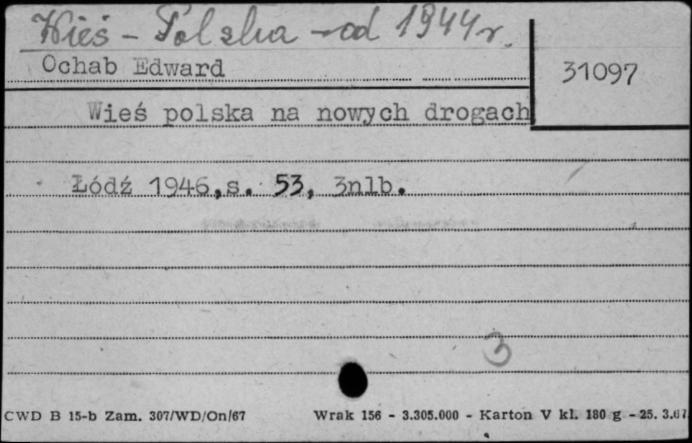 Wieś - Polska - od 1944 r.
Ochab Edward
31097
Wieś polska na nowych drogach
Łódź 1946,s. 53, 3nlb.
3
CWD B 15-b Zam. 307/WD/On/67 Wrak 156 - 3.305.000 - Karton V kl. 180 g - 25. 3.67